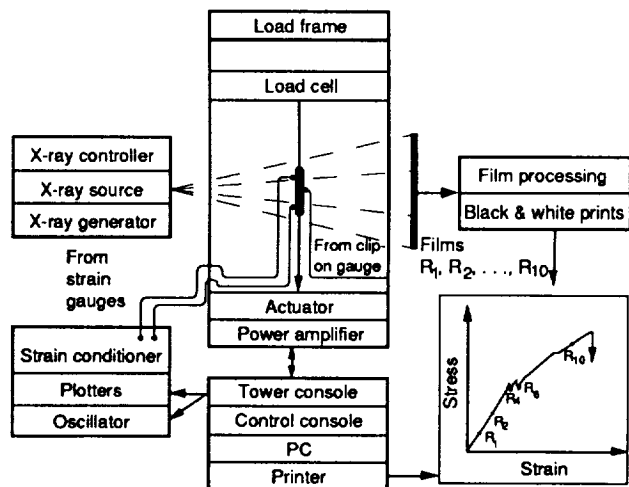 Load frame
Load cell
X-ray controller
X-ray source
X-ray generator
Film processing
Black & white prints
From
strain
gauges
From clip-
on gauge
Films
R1, R2, . . ., R10
Actuator
Power amplifier
Strain conditioner
Plotters
Oscillator
Tower console
Control console
PC
Printer
Stress
R10
R6
R4
R2
R1
Strain